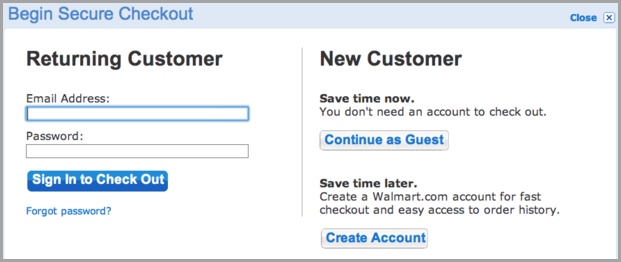 Begin Secure Checkout
Close
Returning Customer
Email Address:
Password:
Sign In to Check Out
Forgot password?
New Customer
Save time now.
You don't need an account to check out.
Continue as Guest
Save time later.
Create a Walmart.com account for fast
checkout and easy access to order history.
Create Account